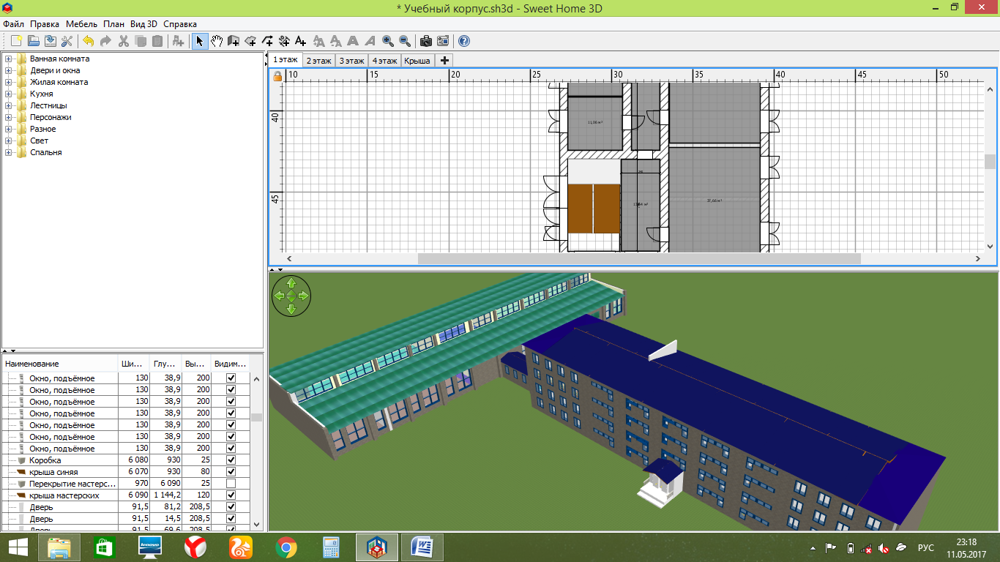 * Учебный корпус.sh3d - Sweet Home 3D
Файл Правка Мебель План Вид 3D Справка
Ванная комната
Двери и окна
Жилая комната
Кухня
Лестницы
Персонажи
Разное
Свет
Спальня
1 этаж 2 этаж 3 этаж 4 этаж Крыша
10 15 20 25 30 35 40 45 50
40
11,06 м²
45
37,66 м²
Наименование Ши... Глу... Вы... Видим...
Окно, подъёмное 130 38,9 200
Окно, подъёмное 130 38,9 200
Окно, подъёмное 130 38,9 200
Окно, подъёмное 130 38,9 200
Окно, подъёмное 130 38,9 200
Окно, подъёмное 130 38,9 200
Окно, подъёмное 130 38,9 200
Коробка 6 080 930 25
крыша синяя 6 070 930 80
Перекрытие мастерс... 970 6 090 25
крыша мастерских 6 090 1 144,2 120
Дверь 91,5 81,2 208,5
Дверь 91,5 14,5 208,5
Дверь 91,5 69,6 208,5
lenovo
РУС
23:18
11.05.2017